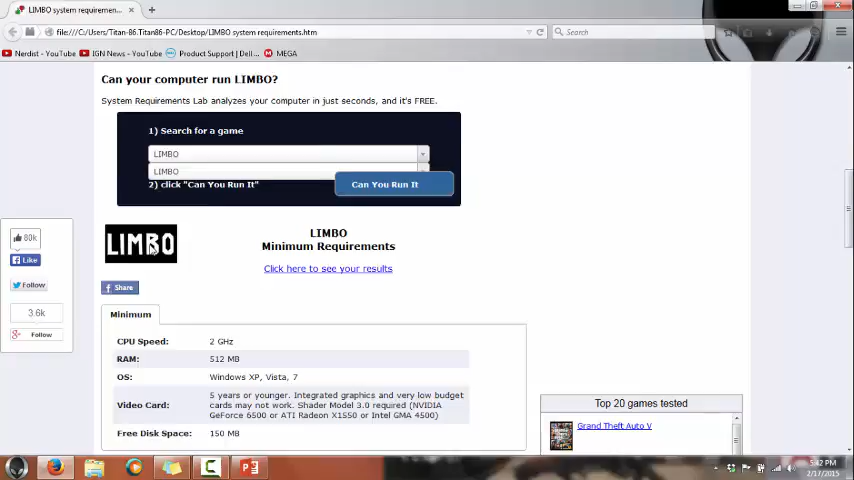 LIMBO system requirements...
file:///C:/Users/Titan-86.Titan86-PC/Desktop/LIMBO system requirements.htm
Search
Nerdist - YouTube IGN News - YouTube Product Support | Dell... MEGA
Can your computer run LIMBO?
System Requirements Lab analyzes your computer in just seconds, and it's FREE.
1) Search for a game
LIMBO
LIMBO
2) click "Can You Run It"
Can You Run It
LIMBO
LIMBO
Minimum Requirements
Click here to see your results
80k
Like
Follow
3.6k
Follow
Share
Minimum
CPU Speed: 2 GHz
RAM: 512 MB
OS: Windows XP, Vista, 7
Video Card: 5 years or younger. Integrated graphics and very low budget
cards may not work. Shader Model 3.0 required (NVIDIA
GeForce 6500 or ATI Radeon X1550 or Intel GMA 4500)
Free Disk Space: 150 MB
Top 20 games tested
Grand Theft Auto V
5:42 PM
2/17/2015